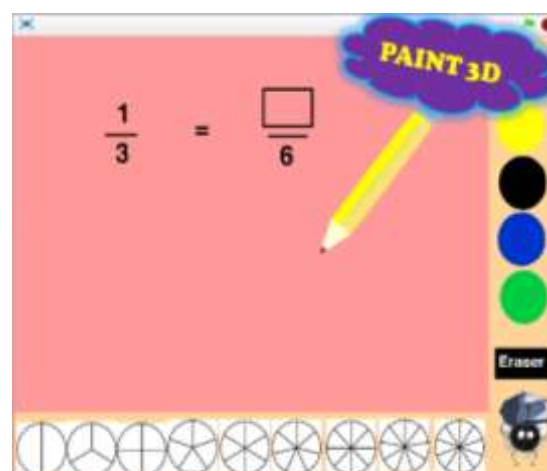 PAINT 3D
1/3 = □/6
Eraser